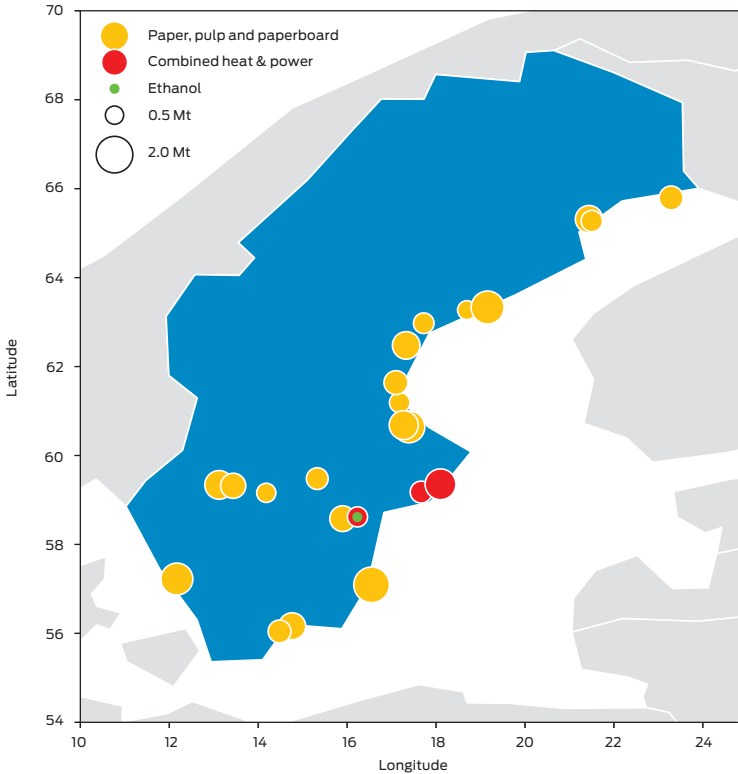 70
68
66
64
62
60
58
56
54
Latitude
Paper, pulp and paperboard
Combined heat & power
Ethanol
0.5 Mt
2.0 Mt
10 12 14 16 18 20 22 24
Longitude